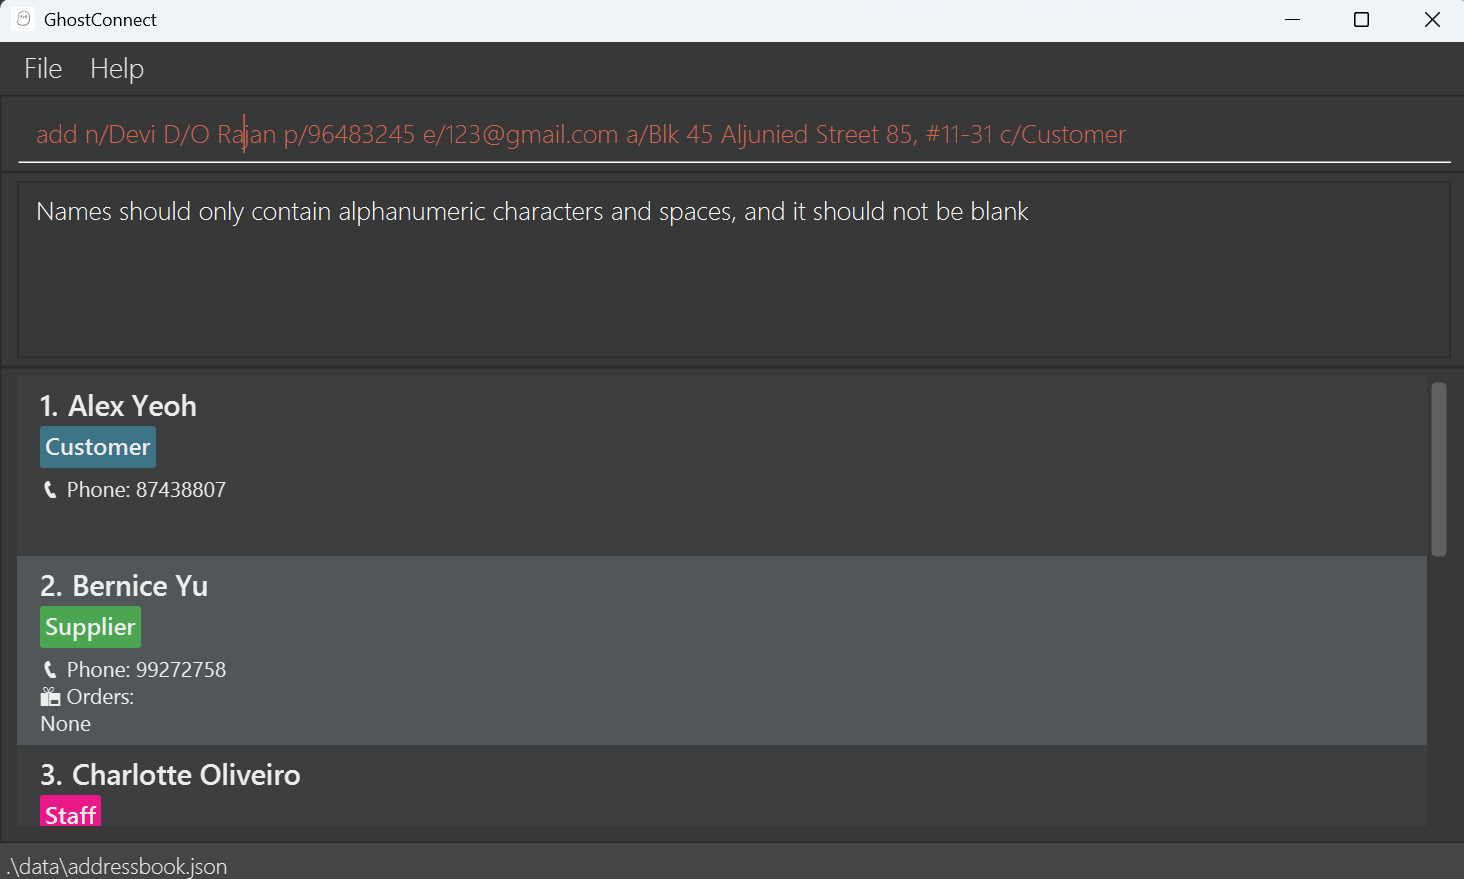 GhostConnect
File Help
add n/Devi D/O Rajan p/96483245 e/123@gmail.com a/Blk 45 Aljunied Street 85, #11-31 c/Customer
Names should only contain alphanumeric characters and spaces, and it should not be blank
1. Alex Yeoh
Customer
Phone: 87438807
2. Bernice Yu
Supplier
Phone: 99272758
Orders:
None
3. Charlotte Oliveiro
Staff
.\data\addressbook.json